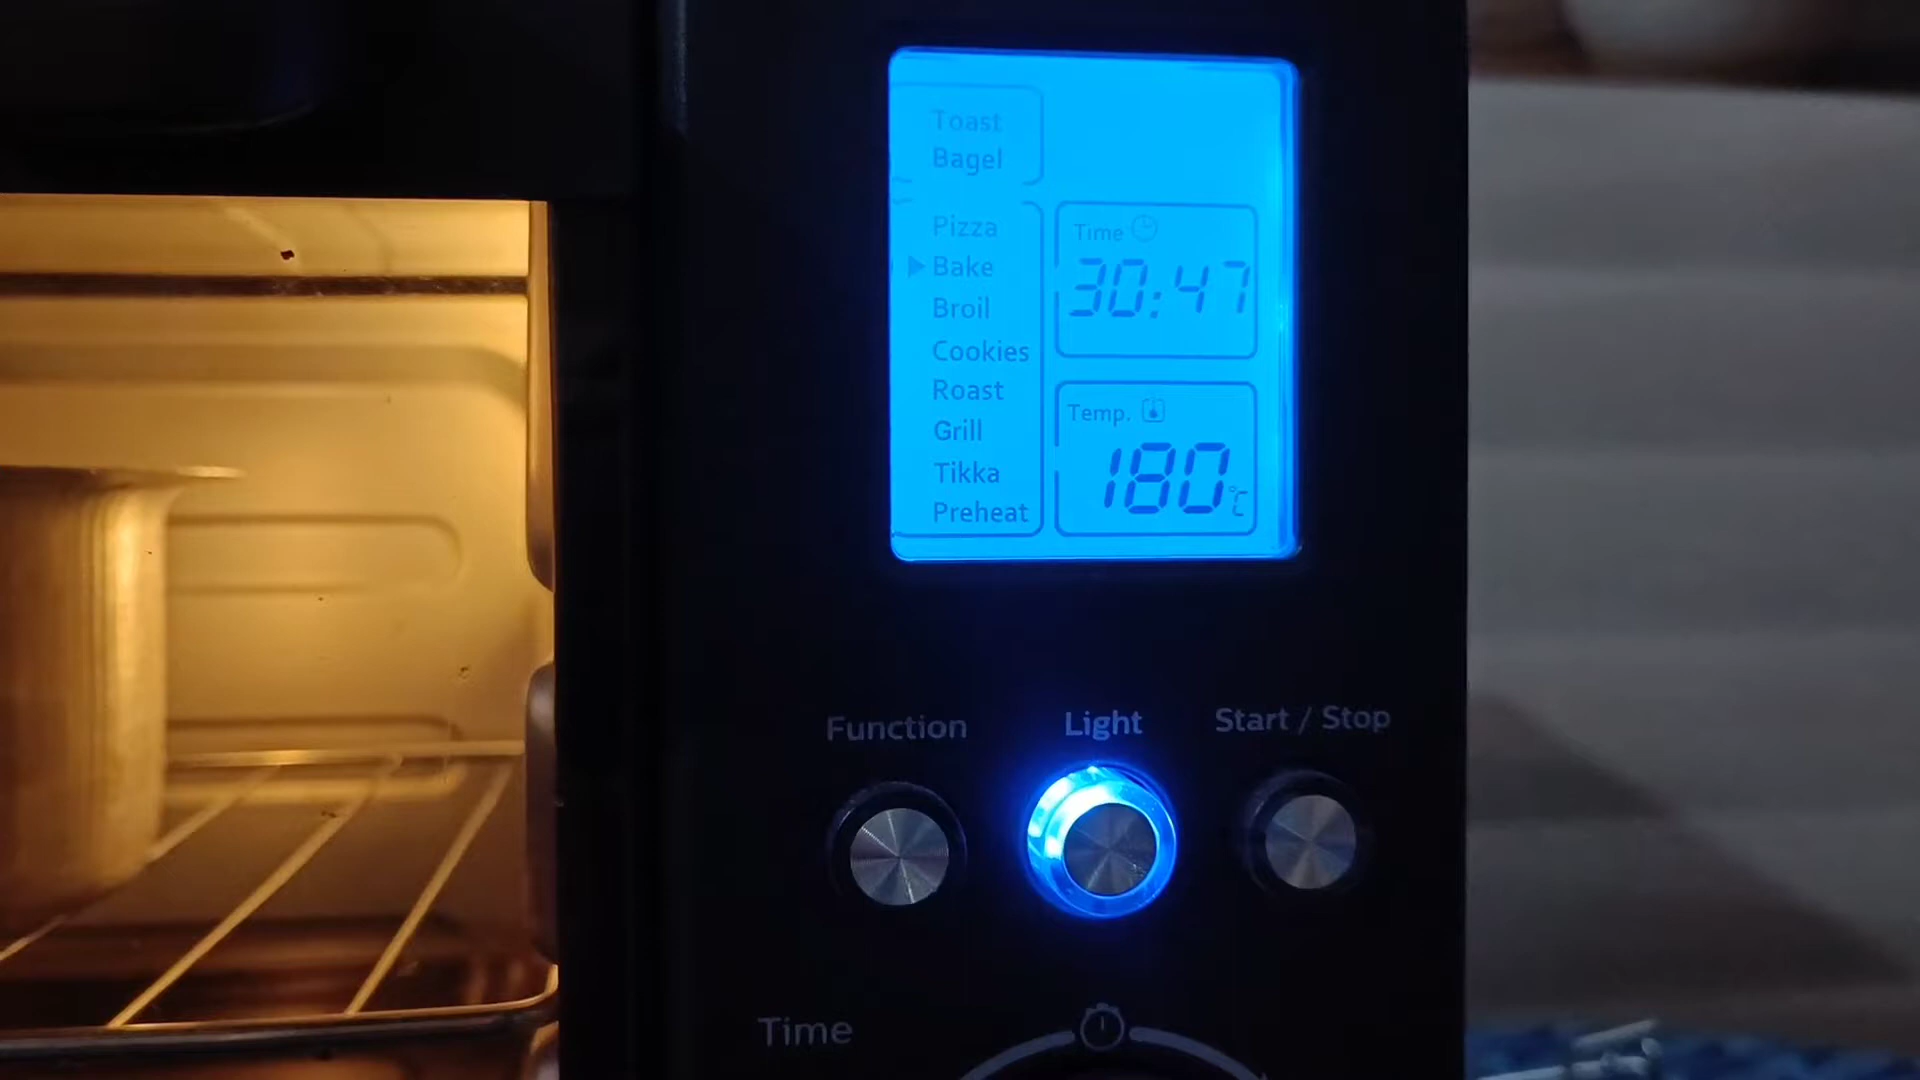 Toast
Bagel
Pizza
Bake
Broil
Cookies
Roast
Grill
Tikka
Preheat
Time
30:47
Temp.
180°C
Function
Light
Start / Stop
Time